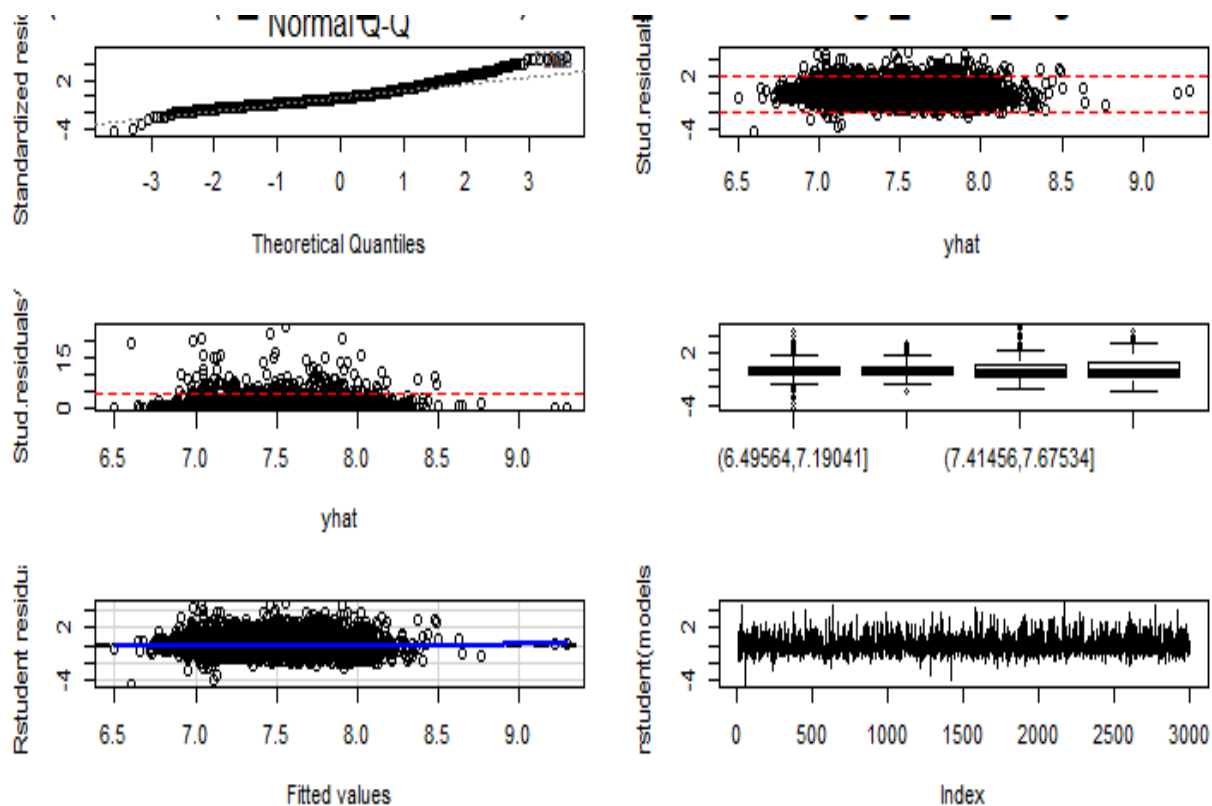 Normal Q-Q
Standardized resid
2
-4
-3 -2 -1 0 1 2 3
Theoretical Quantiles
Stud.residuals
2
-4
6.5 7.0 7.5 8.0 8.5 9.0
yhat
Stud.residuals^
15
0
6.5 7.0 7.5 8.0 8.5 9.0
yhat
2
-4
(6.49564,7.19041] (7.41456,7.67534]
Rstudent residu
2
-4
6.5 7.0 7.5 8.0 8.5 9.0
Fitted values
rstudent(models
2
-4
0 500 1000 1500 2000 2500 3000
Index